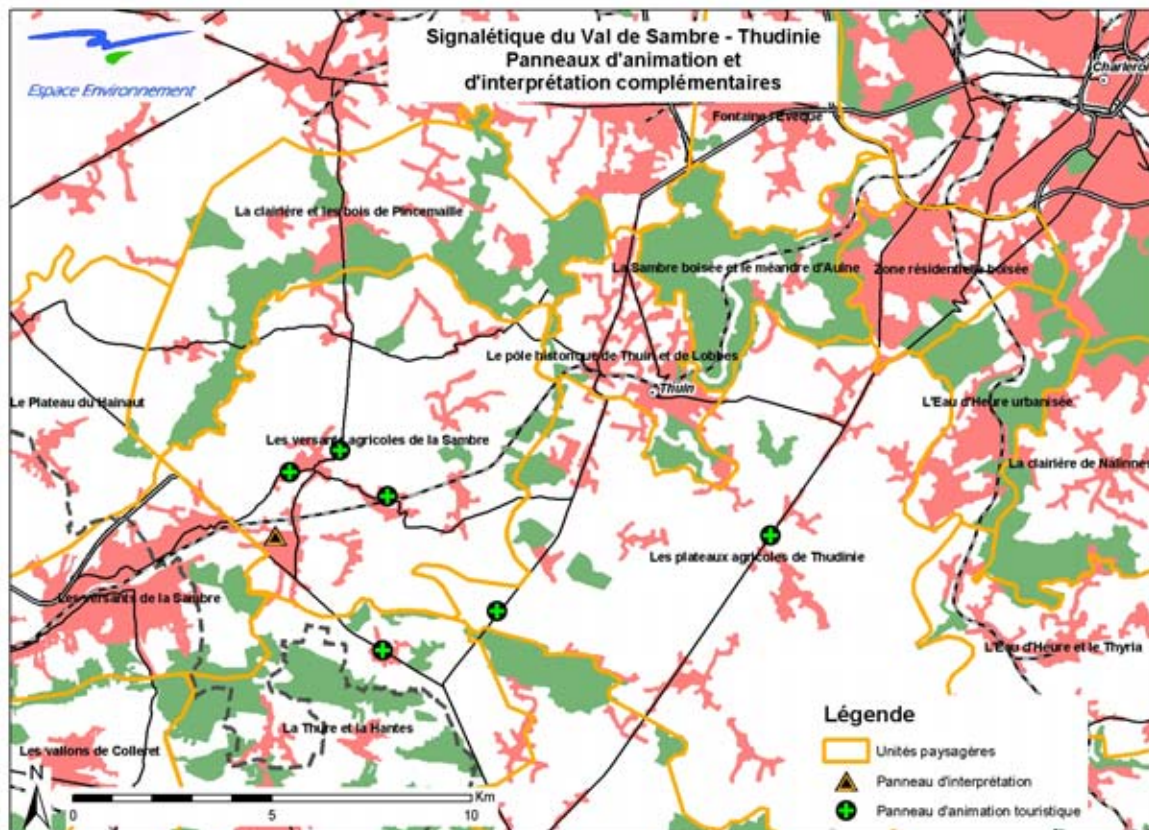 Espace Environnement
Signalétique du Val de Sambre - Thudinie
Panneaux d'animation et
d'interprétation complémentaires
Charleroi
Fontaine l'Evêque
La clairière et les bois de Pincemaille
La Sambre boisée et le méandre d'Aulne
Zone résidentielle boisée
Le pôle historique de Thuin et de Lobbes
Thuin
Le Plateau du Hainaut
L'Eau d'Heure urbanisée
Les versants agricoles de la Sambre
La clairière de Nalinnes
Les plateaux agricoles de Thudinie
Les versants de la Sambre
L'Eau d'Heure et le Thyria
La Thure et la Hantes
Les vallons de Colleret
Légende
Unités paysagères
Panneau d'interprétation
Panneau d'animation touristique
N
Km
0 5 10